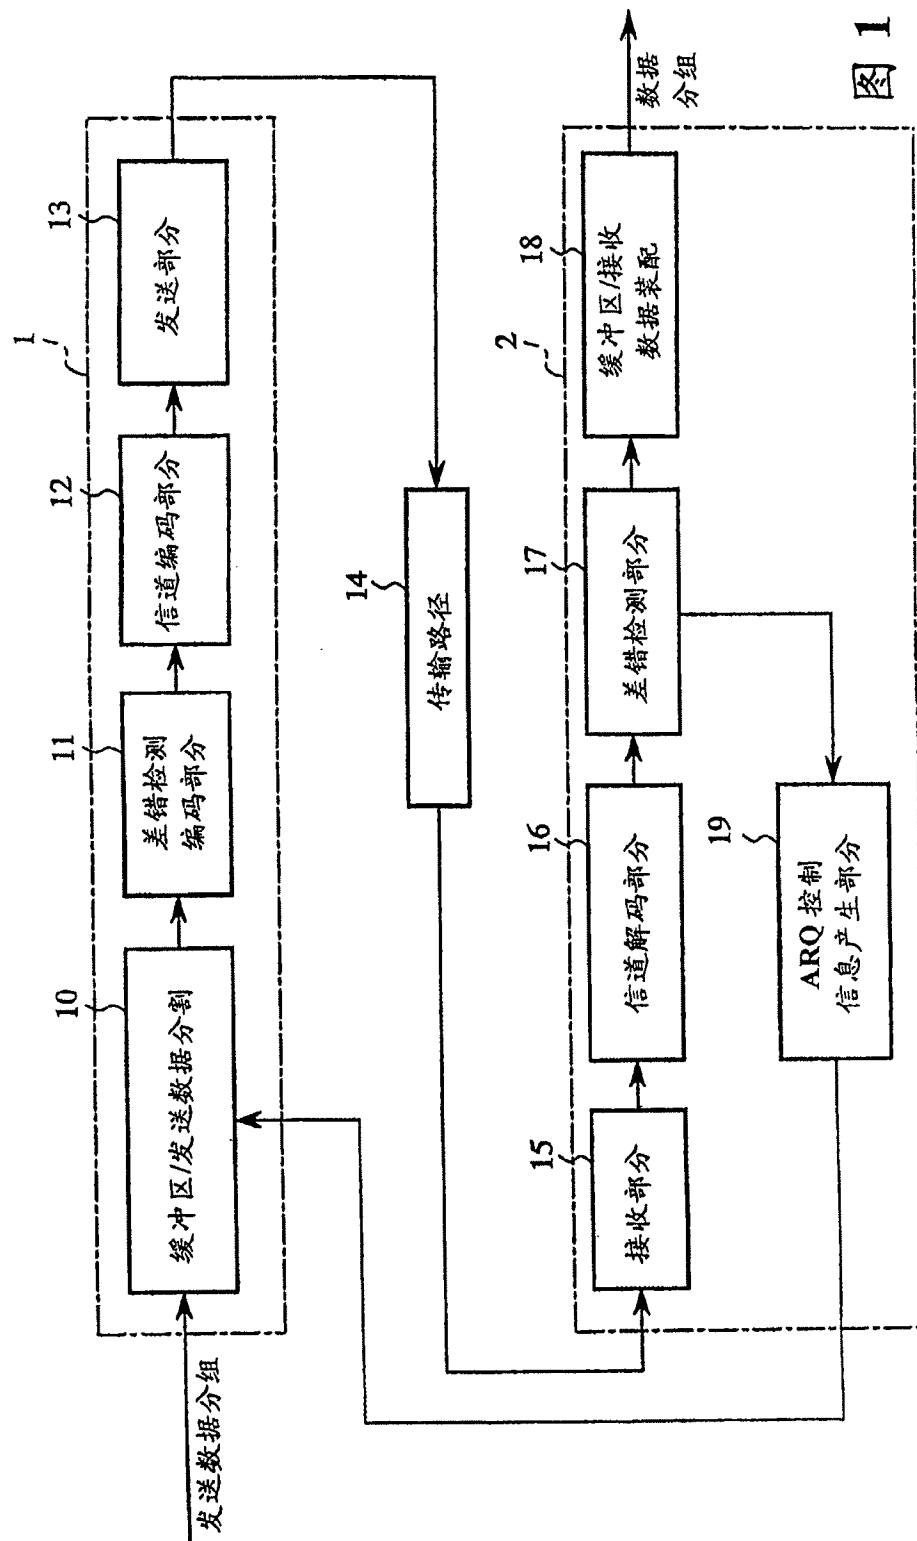 1
发送数据分组
10
缓冲区/发送数据分割
11
差错检测
编码部分
12
信道编码部分
13
发送部分
14
传输路径
2
15
接收部分
16
信道解码部分
17
差错检测部分
18
缓冲区/接收
数据装配
数据
分组
19
ARQ 控制
信息产生部分
图 1